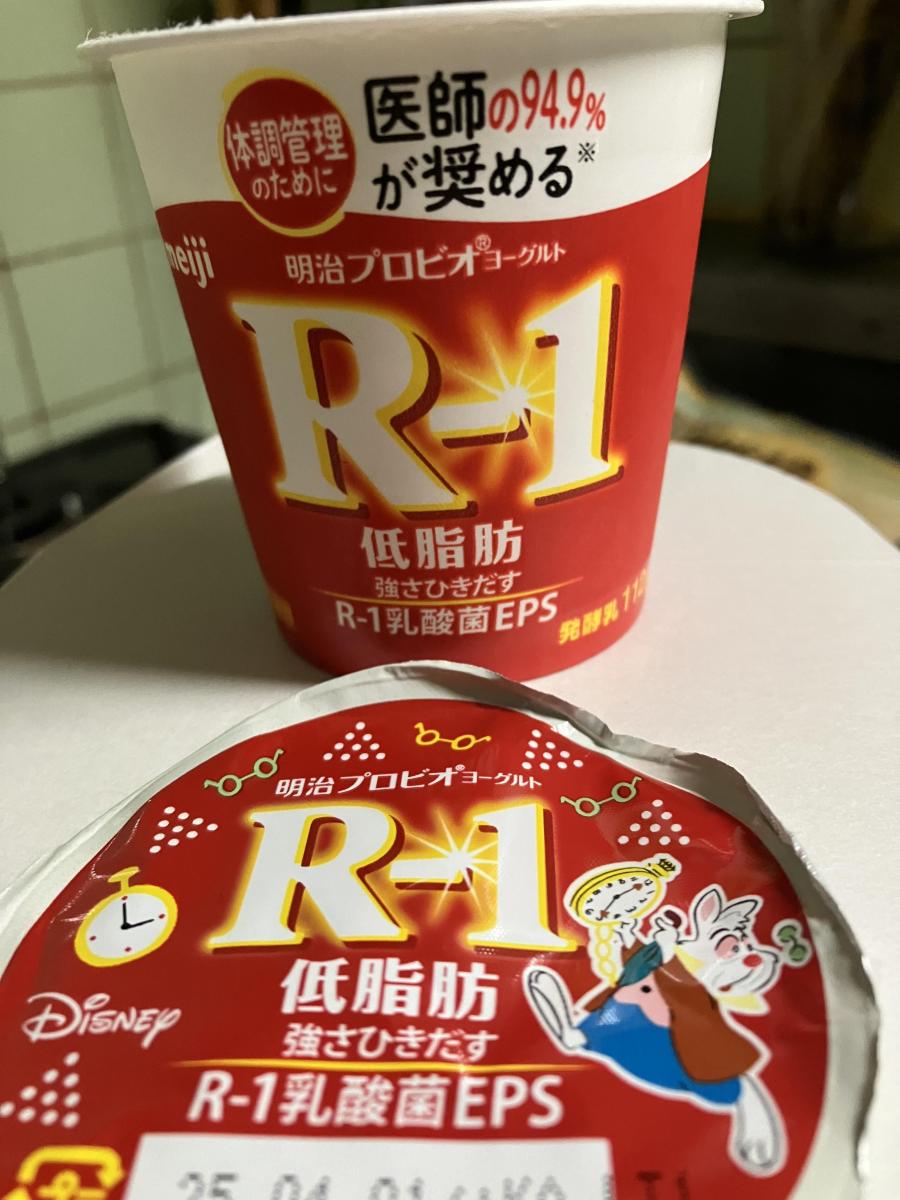 体調管理
のために
医師の94.9%
が奨める※
meiji
明治プロビオ®ヨーグルト
R-1
低脂肪
強さひきだす
R-1乳酸菌EPS
発酵乳
明治プロビオ®ヨーグルト
R-1
低脂肪
強さひきだす
R-1乳酸菌EPS
Disney